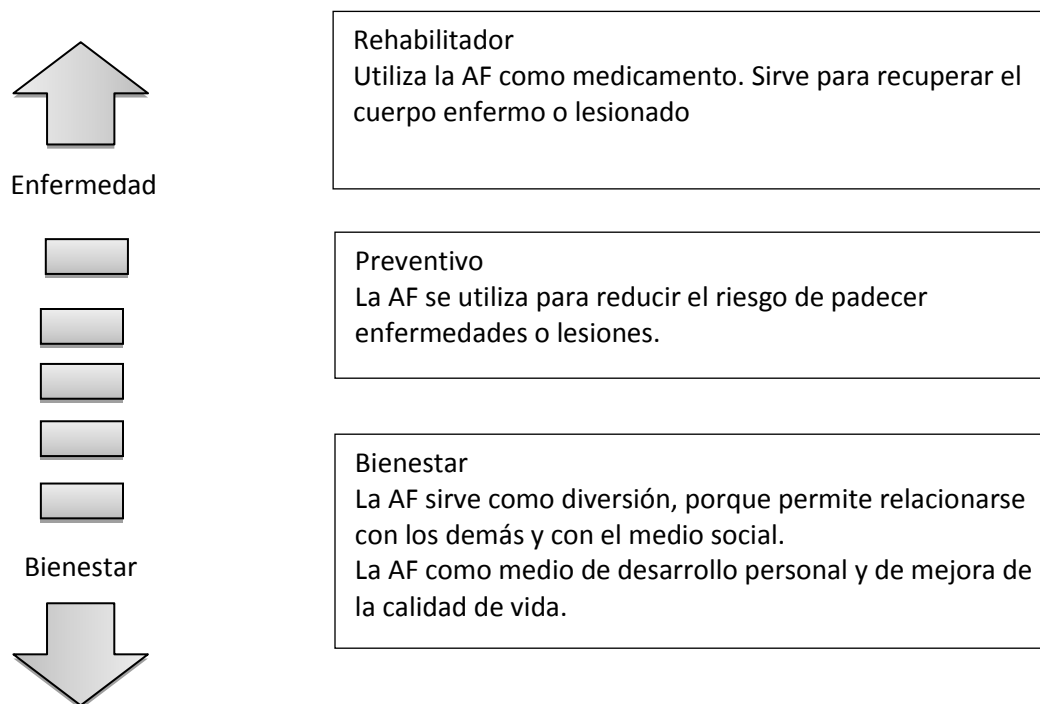 Rehabilitador
Utiliza la AF como medicamento. Sirve para recuperar el
cuerpo enfermo o lesionado
Enfermedad
Preventivo
La AF se utiliza para reducir el riesgo de padecer
enfermedades o lesiones.
Bienestar
La AF sirve como diversión, porque permite relacionarse
con los demás y con el medio social.
La AF como medio de desarrollo personal y de mejora de
la calidad de vida.
Bienestar